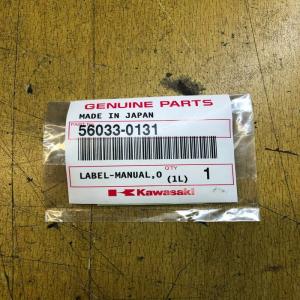 GENUINE PARTS
MADE IN JAPAN
56033-0131
LABEL-MANUAL,O
QTY
(1L) 1
Kawasaki